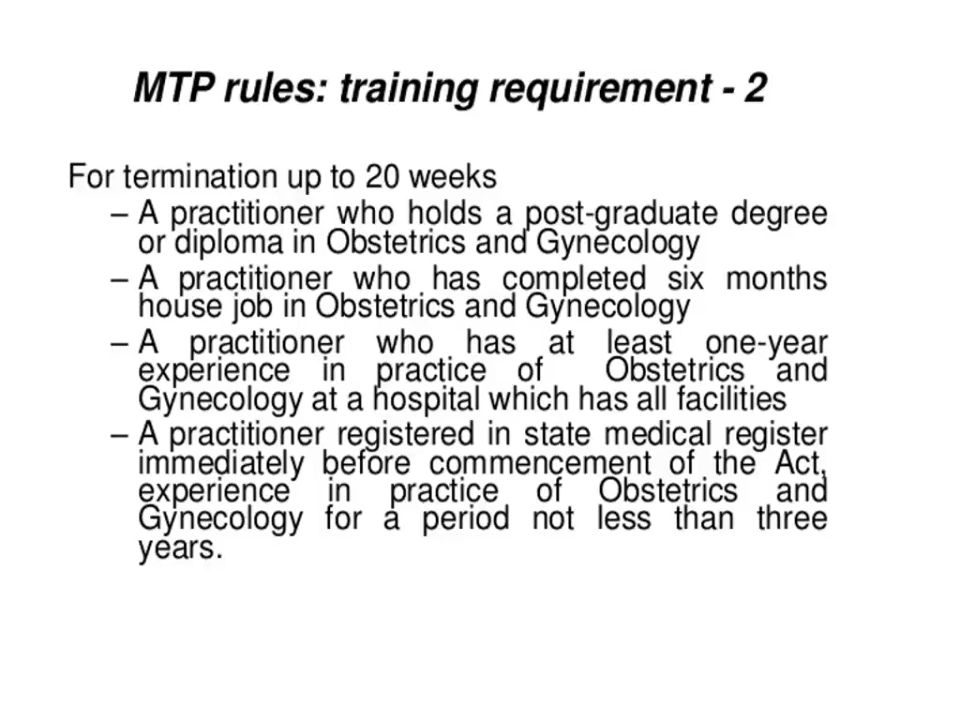 MTP rules: training requirement - 2
For termination up to 20 weeks
– A practitioner who holds a post-graduate degree
or diploma in Obstetrics and Gynecology
– A practitioner who has completed six months
house job in Obstetrics and Gynecology
– A practitioner who has at least one-year
experience in practice of Obstetrics and
Gynecology at a hospital which has all facilities
– A practitioner registered in state medical register
immediately before commencement of the Act,
experience in practice of Obstetrics and
Gynecology for a period not less than three
years.